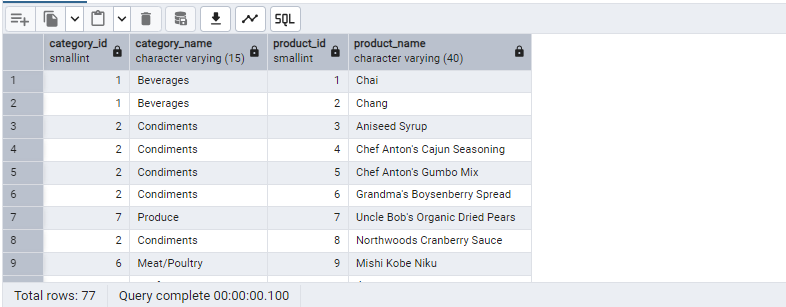 SQL
category_id category_name product_id product_name
smallint character varying (15) smallint character varying (40)
1 1 Beverages 1 Chai
2 1 Beverages 2 Chang
3 2 Condiments 3 Aniseed Syrup
4 2 Condiments 4 Chef Anton's Cajun Seasoning
5 2 Condiments 5 Chef Anton's Gumbo Mix
6 2 Condiments 6 Grandma's Boysenberry Spread
7 7 Produce 7 Uncle Bob's Organic Dried Pears
8 2 Condiments 8 Northwoods Cranberry Sauce
9 6 Meat/Poultry 9 Mishi Kobe Niku
Total rows: 77 Query complete 00:00:00.100